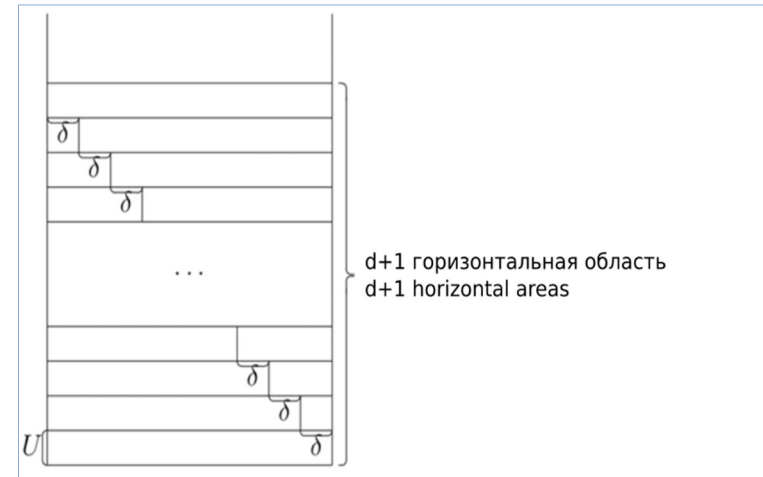 δ
δ
δ
...
d+1 горизонтальная область
d+1 horizontal areas
δ
δ
U
δ